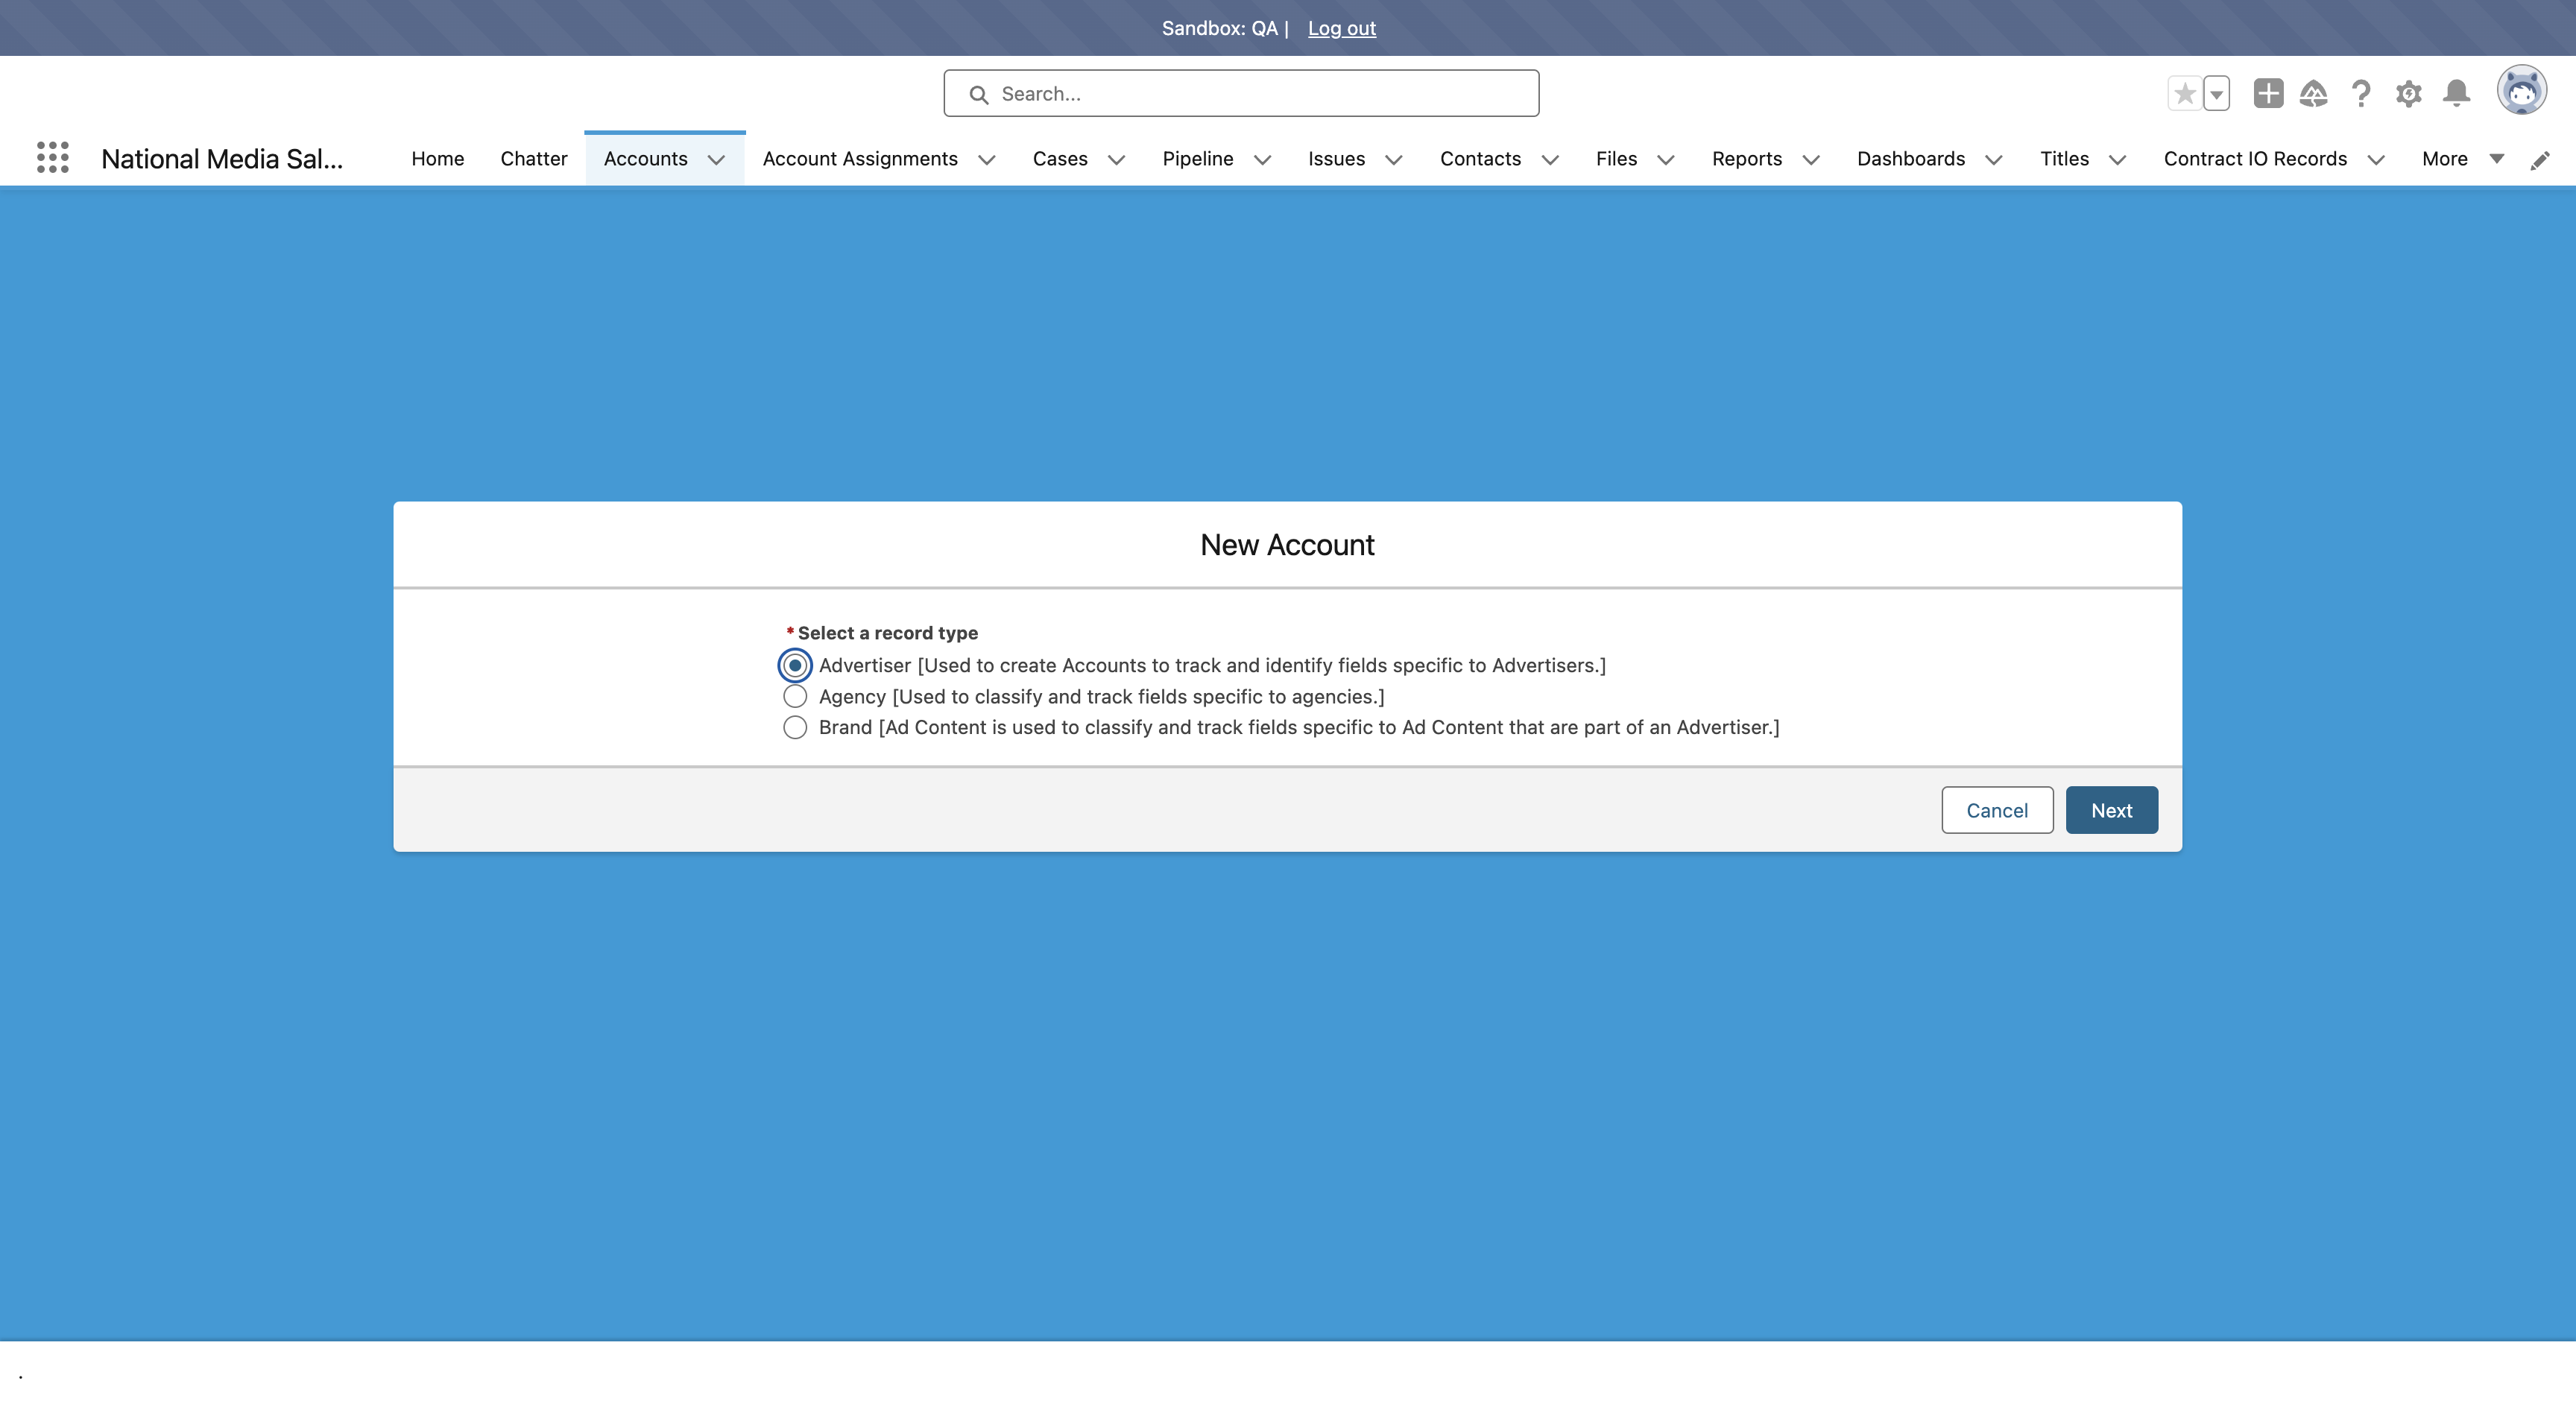 Sandbox: QA | Log out
Search...
National Media Sal... Home Chatter Accounts Account Assignments Cases Pipeline Issues Contacts Files Reports Dashboards Titles Contract IO Records More
New Account
* Select a record type
Advertiser [Used to create Accounts to track and identify fields specific to Advertisers.]
Agency [Used to classify and track fields specific to agencies.]
Brand [Ad Content is used to classify and track fields specific to Ad Content that are part of an Advertiser.]
Cancel Next
.